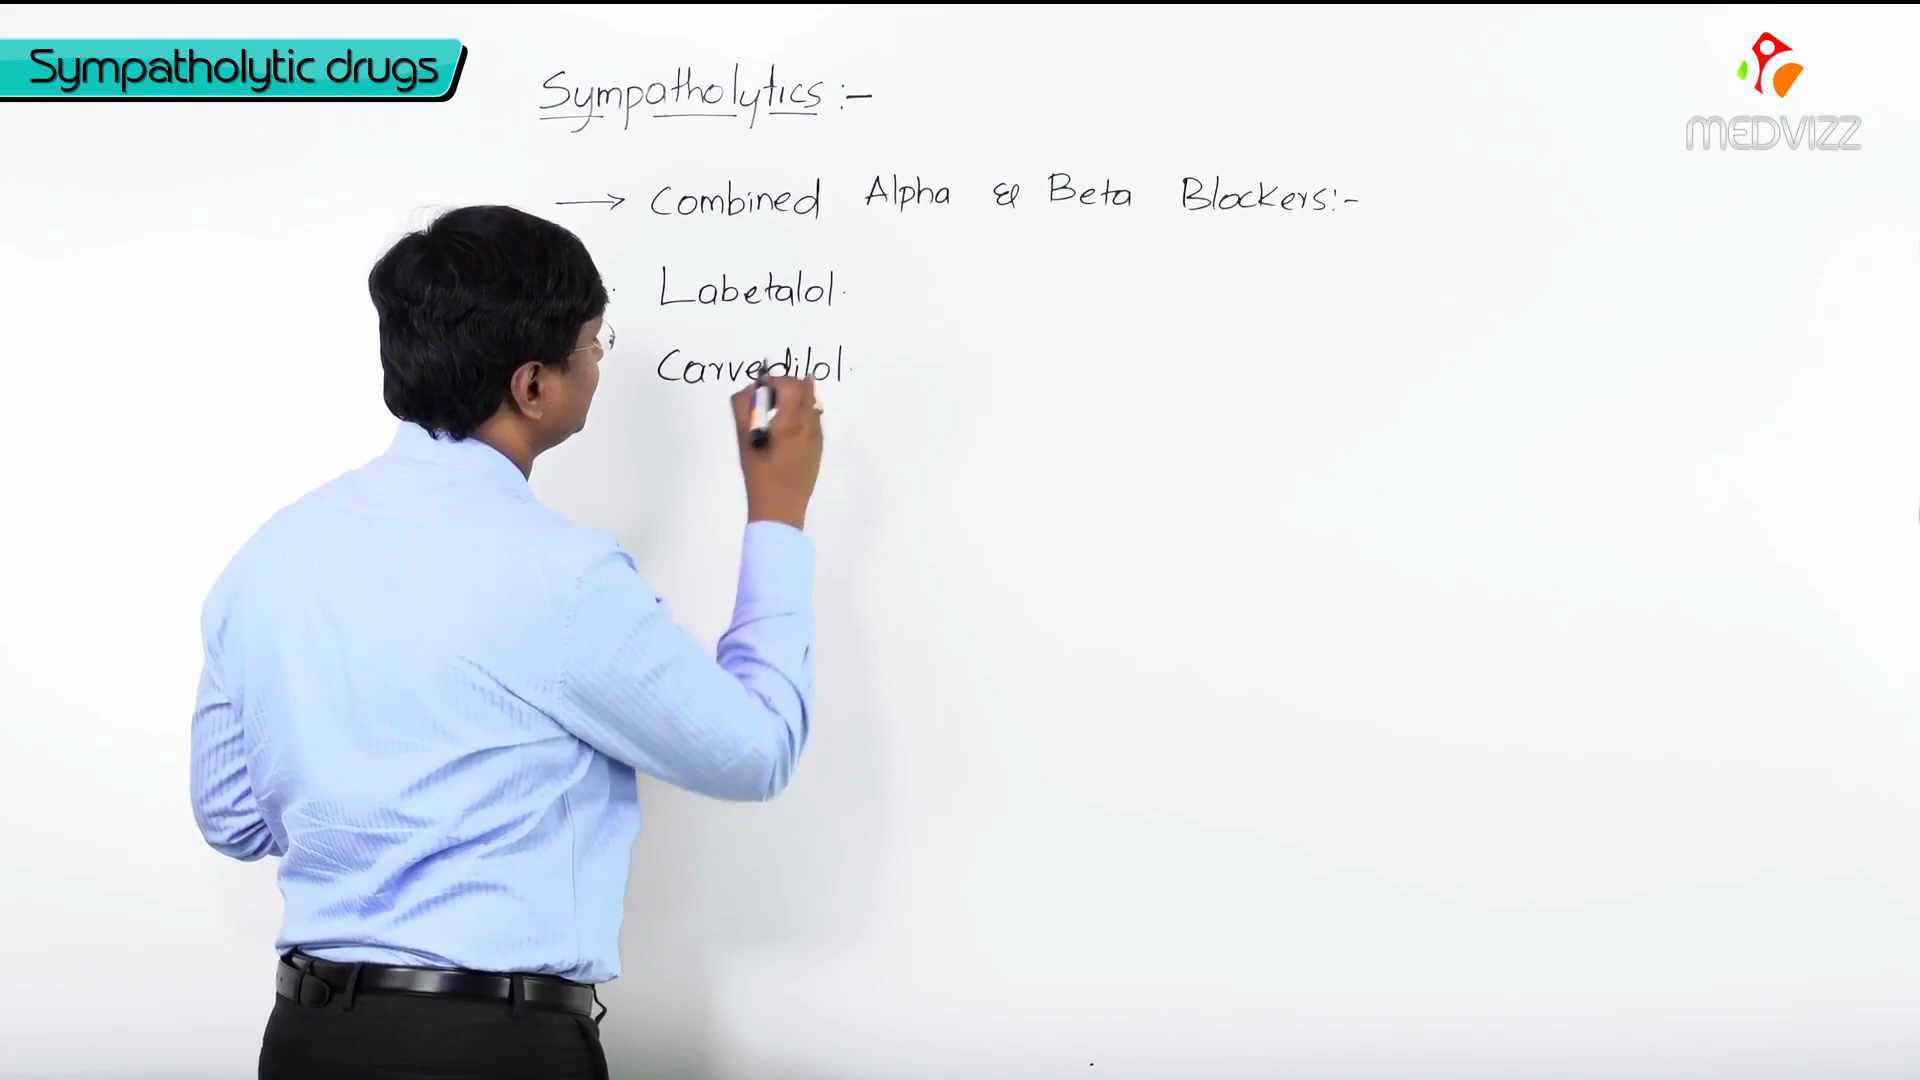 Sympatholytic drugs
Sympatholytics :-
MEDVIZZ
→ Combined Alpha & Beta Blockers:-
Labetalol.
Carvedilol.